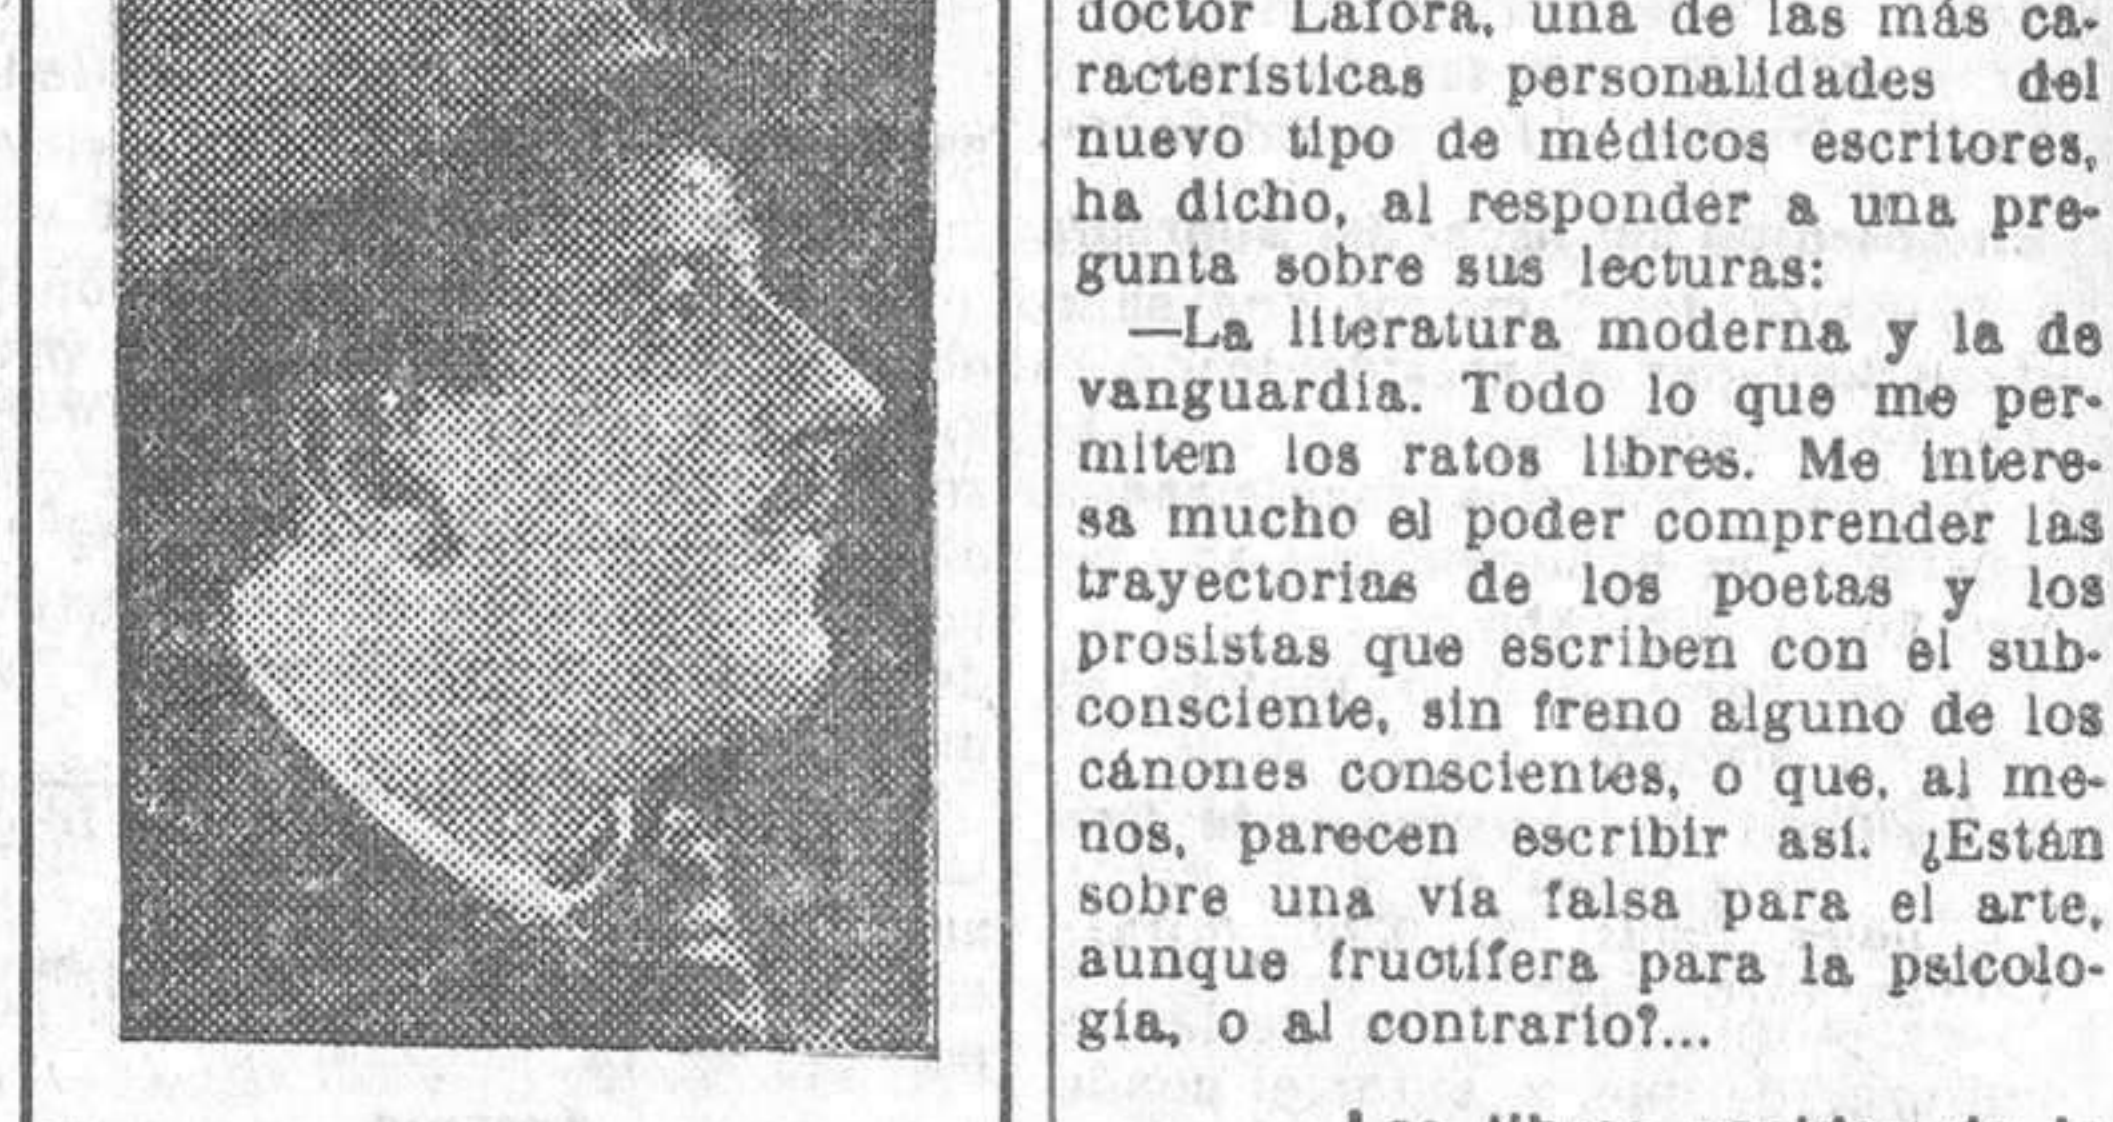 doctor Lafora, una de las más ca-
racterísticas personalidades del
nuevo tipo de médicos escritores,
ha dicho, al responder a una pre-
gunta sobre sus lecturas:
—La literatura moderna y la de
vanguardia. Todo lo que me per-
miten los ratos libres. Me intere-
sa mucho el poder comprender las
trayectorias de los poetas y los
prosistas que escriben con el sub-
consciente, sin freno alguno de los
cánones conscientes, o que, al me-
nos, parecen escribir así. ¿Están
sobre una vía falsa para el arte,
aunque fructífera para la psicolo-
gía, o al contrario?...